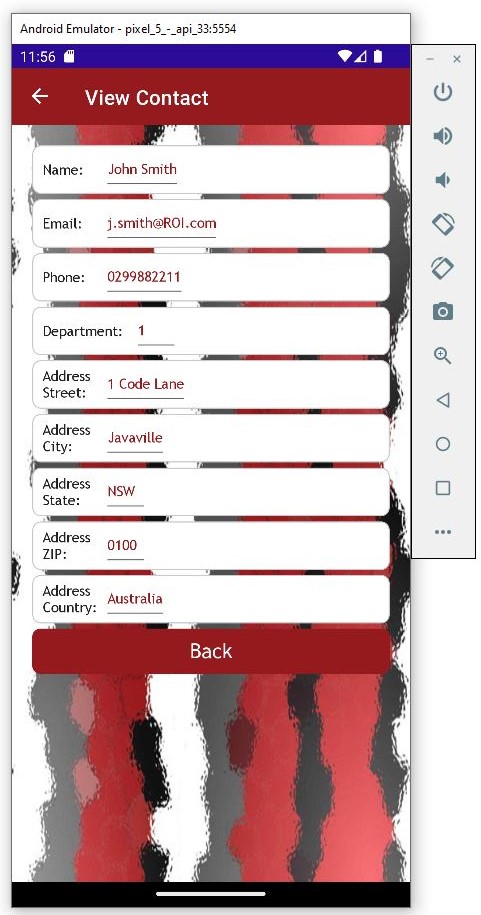 Android Emulator - pixel_5_-_api_33:5554
11:56
View Contact
Name: John Smith
Email: j.smith@ROI.com
Phone: 0299882211
Department: 1
Address
Street: 1 Code Lane
Address
City: Javaville
Address
State: NSW
Address
ZIP: 0100
Address
Country: Australia
Back